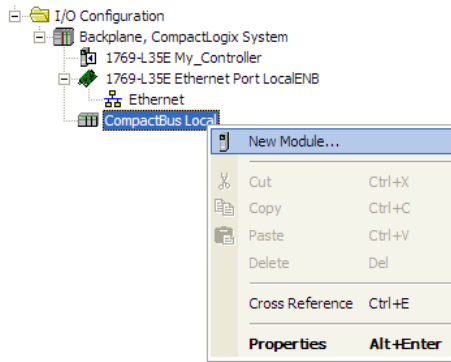 I/O Configuration
Backplane, CompactLogix System
1769-L35E My_Controller
1769-L35E Ethernet Port LocalENB
Ethernet
CompactBus Local
New Module...
Cut Ctrl+X
Copy Ctrl+C
Paste Ctrl+V
Delete Del
Cross Reference Ctrl+E
Properties Alt+Enter